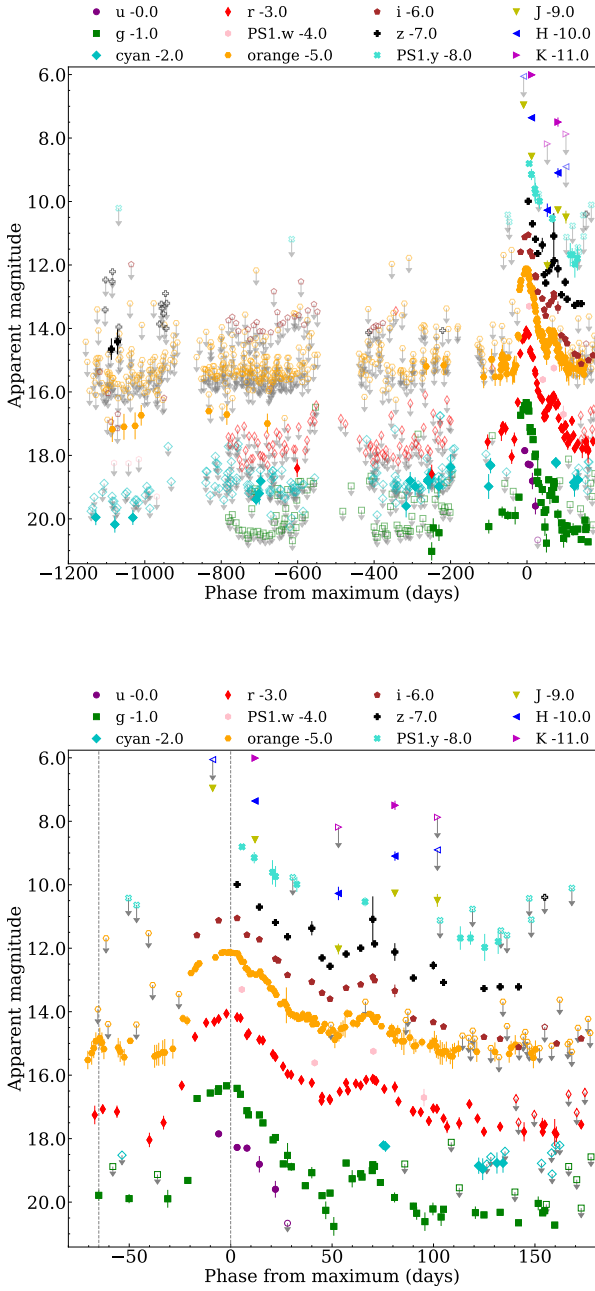 u -0.0 r -3.0 i -6.0 J -9.0
g -1.0 PS1.w -4.0 z -7.0 H -10.0
cyan -2.0 orange -5.0 PS1.y -8.0 K -11.0
6.0
8.0
10.0
12.0
14.0
16.0
18.0
20.0
Apparent magnitude
−1200 −1000 −800 −600 −400 −200 0
Phase from maximum (days)
u -0.0 r -3.0 i -6.0 J -9.0
g -1.0 PS1.w -4.0 z -7.0 H -10.0
cyan -2.0 orange -5.0 PS1.y -8.0 K -11.0
6.0
8.0
10.0
12.0
14.0
16.0
18.0
20.0
Apparent magnitude
−50 0 50 100 150
Phase from maximum (days)